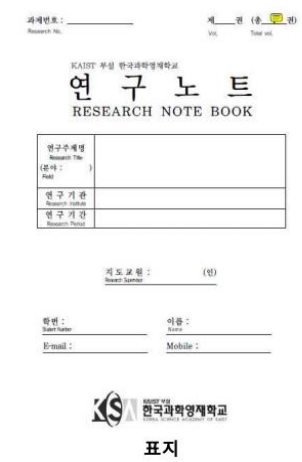 과제번호 : 제 권 (총 권)
Research No. Vol. Total vol.
KAIST 부설 한국과학영재학교
연 구 노 트
RESEARCH NOTE BOOK
연구주제명
Research Title
(분야 : )
Field
연 구 기 관
Research Institute
연 구 기 간
Research Period
지 도 교 원 : (인)
Research Supervisor
학번 : 이름 :
Student Number Name
E-mail : Mobile :
KSA KAIST 부설
한국과학영재학교
KOREA SCIENCE ACADEMY OF KAIST
표지